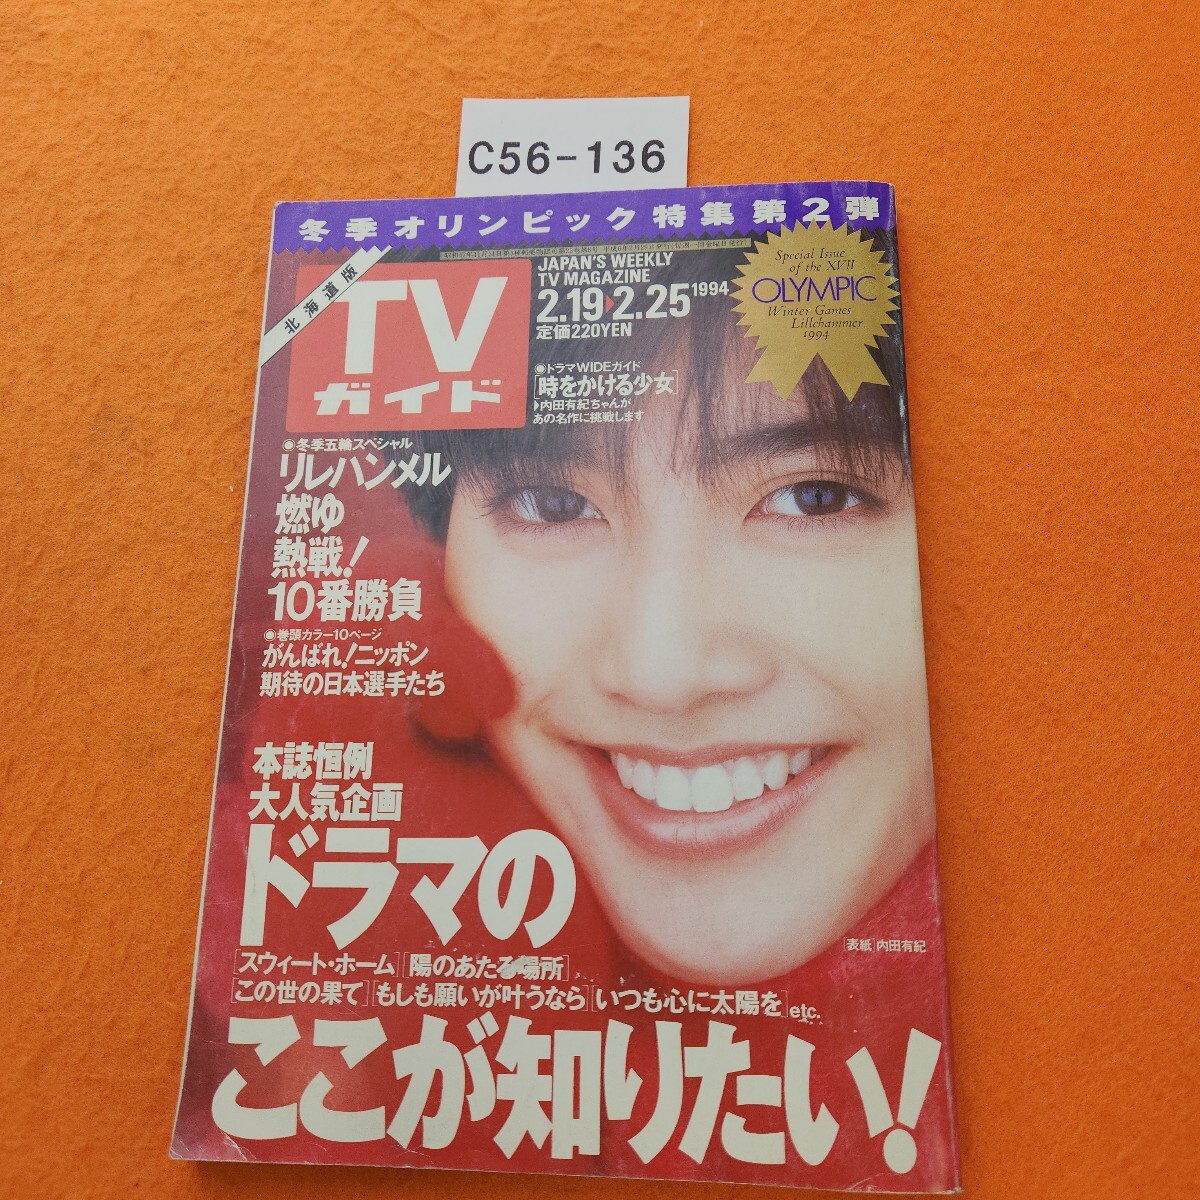 C56-136
冬季オリンピック特集第2弾
北海道版
TV
ガイド
JAPAN'S WEEKLY
TV MAGAZINE
2.19▶2.25 1994
定価220YEN
Special Issue
of the XVII
OLYMPIC
Winter Games
Lillehammer
1994
●ドラマWIDEガイド
[時をかける少女]
▶内田有紀ちゃんが
あの名作に挑戦します
●冬季五輪スペシャル
リレハンメル
燃ゆ
熱戦!
10番勝負
●巻頭カラー10ページ
がんばれ!ニッポン
期待の日本選手たち
本誌恒例
大人気企画
ドラマの
[表紙]内田有紀
[スウィート・ホーム][陽のあたる場所]
[この世の果て][もしも願いが叶うなら][いつも心に太陽を]etc.
ここが知りたい!